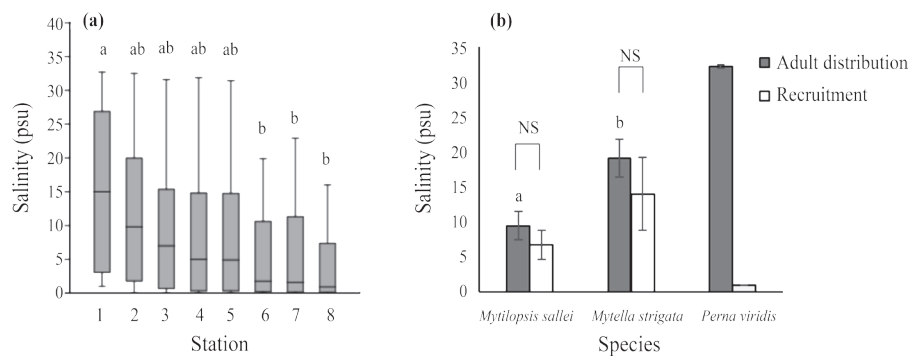 (a)
Salinity (psu)
40
35
30
25
20
15
10
5
0
a ab ab ab ab b b b
1 2 3 4 5 6 7 8
Station
(b)
Salinity (psu)
35
30
25
20
15
10
5
0
NS
NS
a
b
Adult distribution
Recruitment
Mytilopsis sallei Mytella strigata Perna viridis
Species